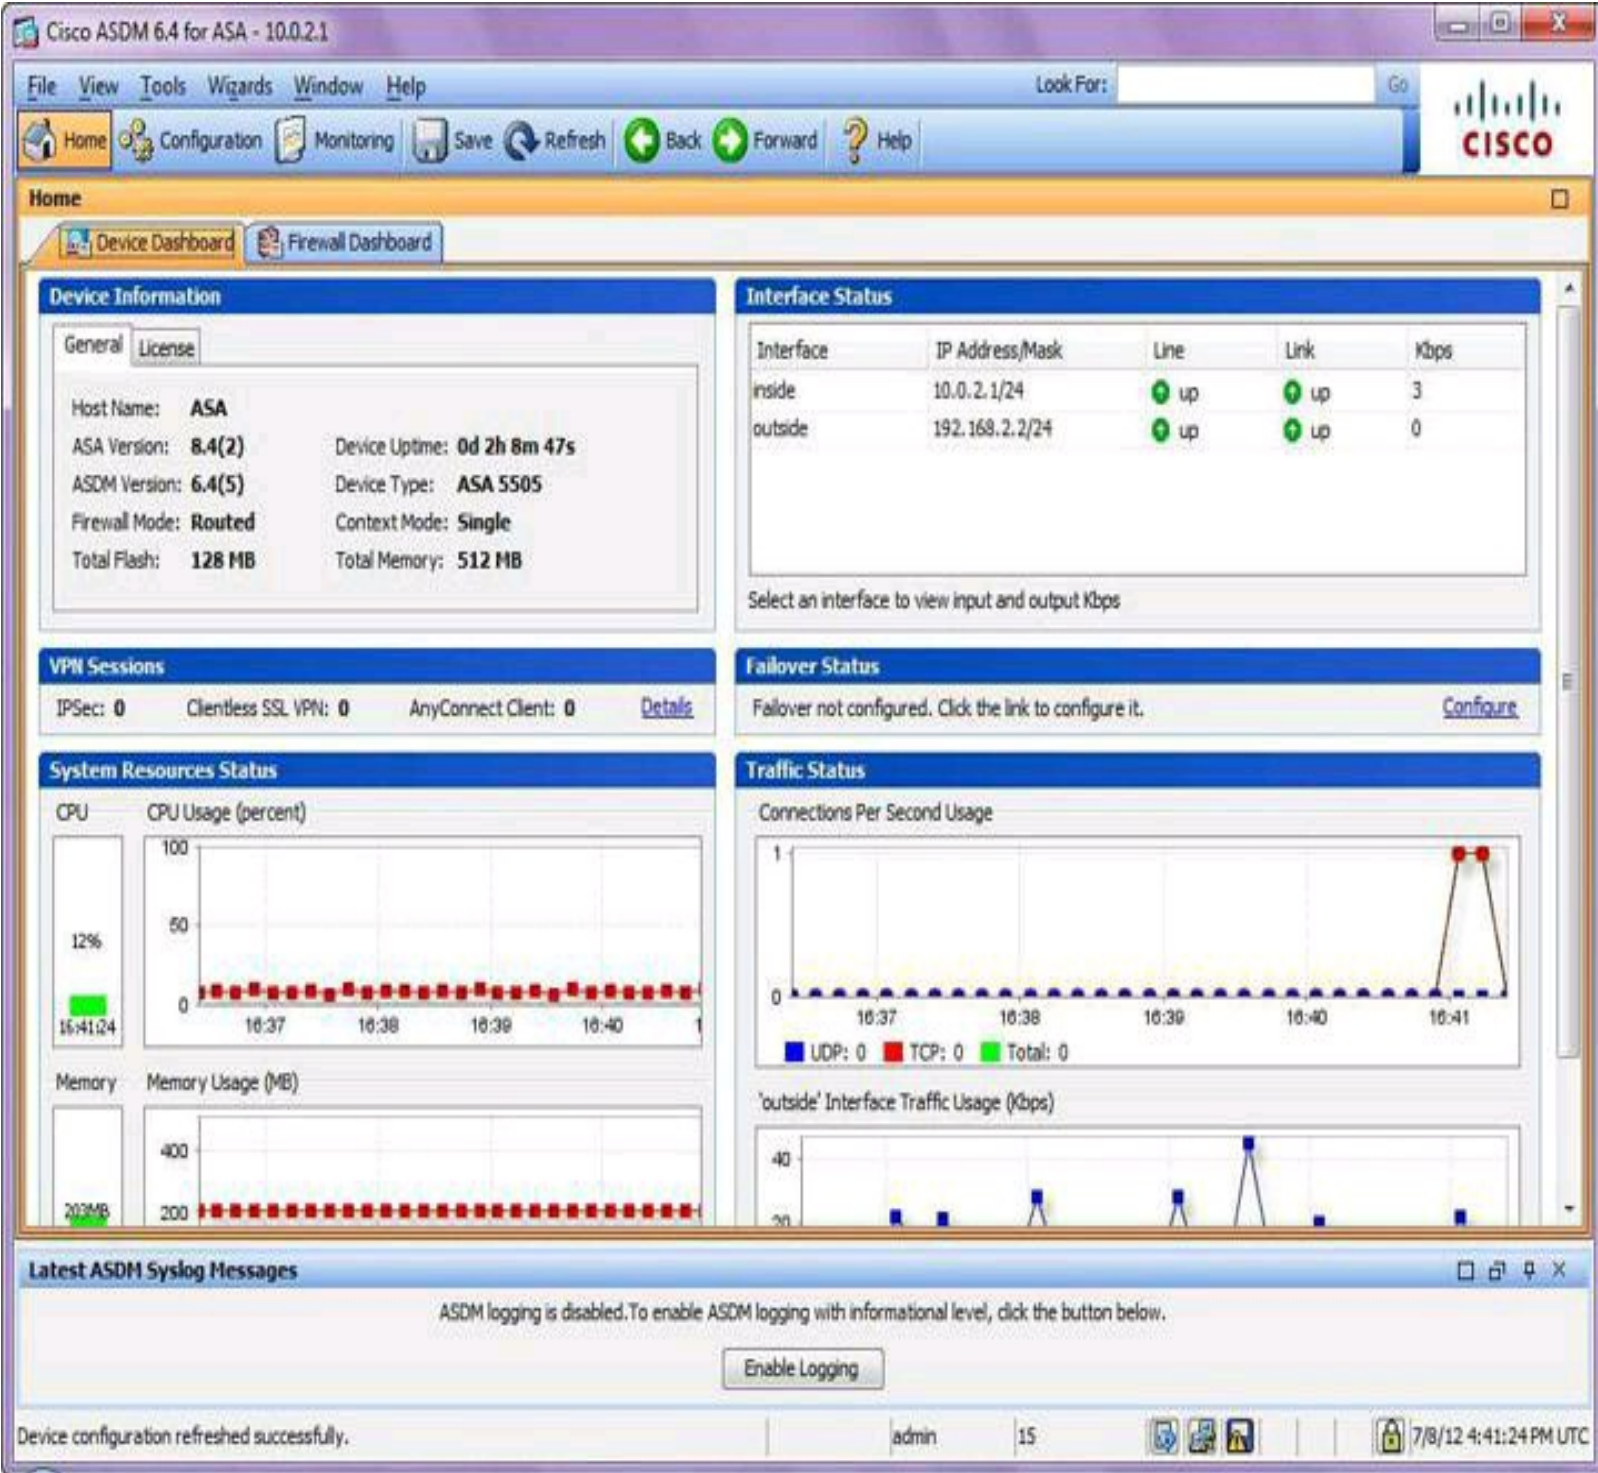 Cisco ASDM 6.4 for ASA - 10.0.2.1
File View Tools Wizards Window Help
Look For: Go
CISCO
Home Configuration Monitoring Save Refresh Back Forward Help
Home
Device Dashboard Firewall Dashboard
Device Information
General License
Host Name: ASA
ASA Version: 8.4(2) Device Uptime: 0d 2h 8m 47s
ASDM Version: 6.4(5) Device Type: ASA 5505
Firewall Mode: Routed Context Mode: Single
Total Flash: 128 MB Total Memory: 512 MB
Interface Status
Interface IP Address/Mask Line Link Kbps
inside 10.0.2.1/24 up up 3
outside 192.168.2.2/24 up up 0
Select an interface to view input and output Kbps
VPN Sessions
IPSec: 0 Clientless SSL VPN: 0 AnyConnect Client: 0 Details
Failover Status
Failover not configured. Click the link to configure it. Configure
System Resources Status
CPU CPU Usage (percent)
100
50
0
12%
16:41:24
16:37 16:38 16:39 16:40 1
Memory Memory Usage (MB)
400
200
203MB
Traffic Status
Connections Per Second Usage
1
0
16:37 16:38 16:39 16:40 16:41
UDP: 0 TCP: 0 Total: 0
'outside' Interface Traffic Usage (Kbps)
40
20
Latest ASDM Syslog Messages
ASDM logging is disabled.To enable ASDM logging with informational level, click the button below.
Enable Logging
Device configuration refreshed successfully. admin 15 7/8/12 4:41:24 PM UTC